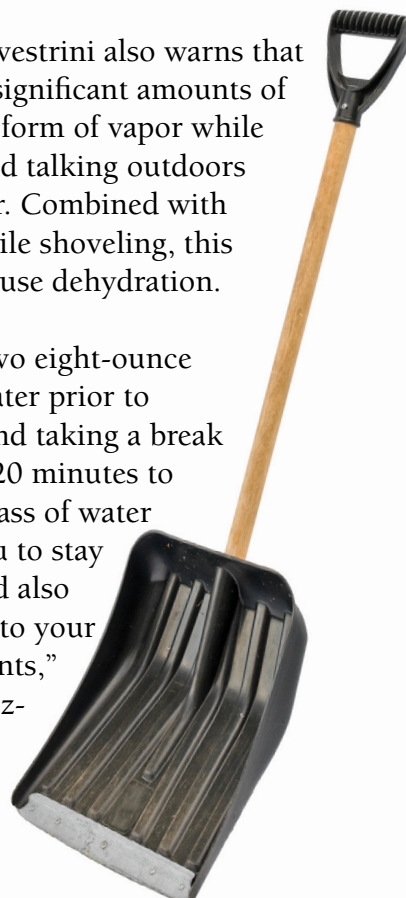 vestrini also warns that
significant amounts of
form of vapor while
d talking outdoors
r. Combined with
ile shoveling, this
use dehydration.
vo eight-ounce
ater prior to
nd taking a break
20 minutes to
ass of water
u to stay
d also
to your
nts,”
z-